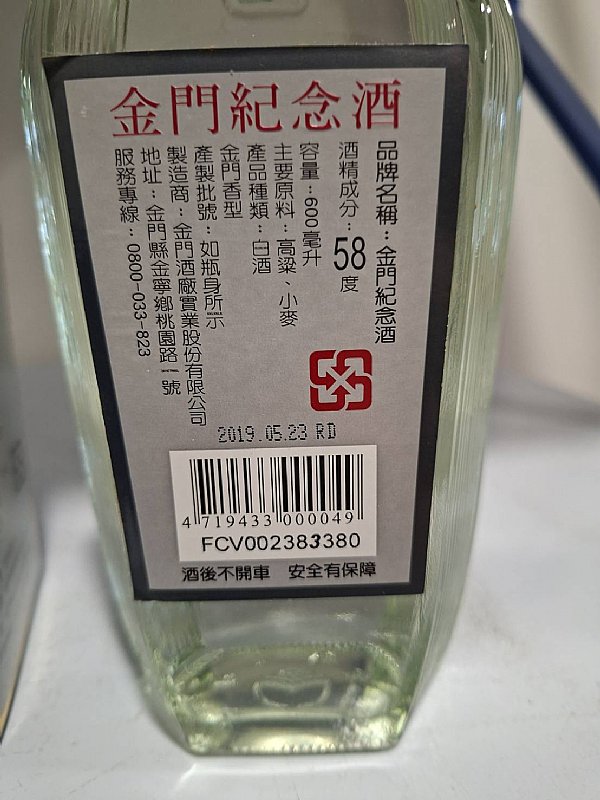 金門紀念酒
品牌名稱：金門紀念酒
酒精成分：58度
容量：600毫升
主要原料：高粱、小麥
產品種類：白酒
金門香型
產製批號：如瓶身所示
製造商：金門酒廠實業股份有限公司
地址：金門縣金寧鄉桃園路一號
服務專線：0800-033-823
2019.05.23 RD
4 719433 000049
FCV002383380
酒後不開車 安全有保障